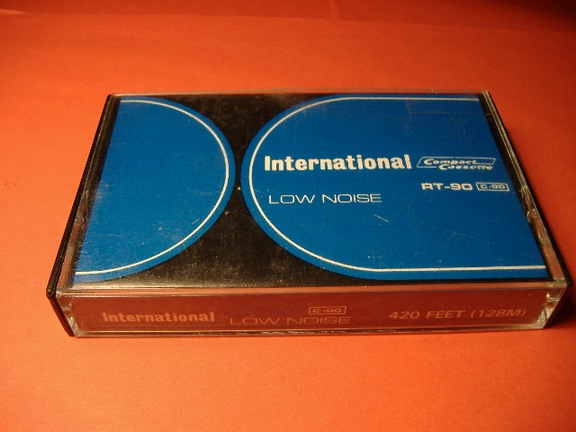 International Compact Cassette
LOW NOISE RT-90 C-90
International LOW NOISE C-90 420 FEET (128M)